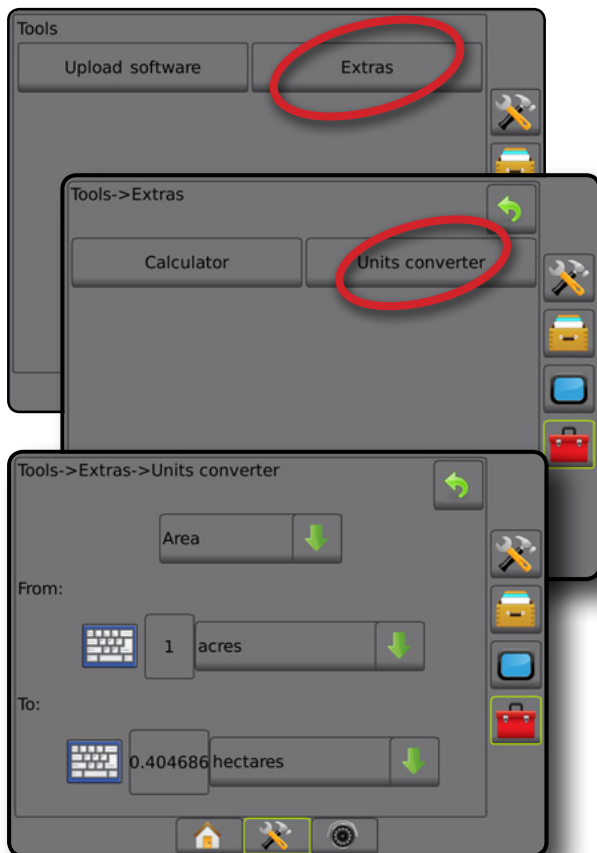 Tools
Upload software Extras
Tools->Extras
Calculator Units converter
Tools->Extras->Units converter
Area
From:
1 acres
To:
0.404686 hectares